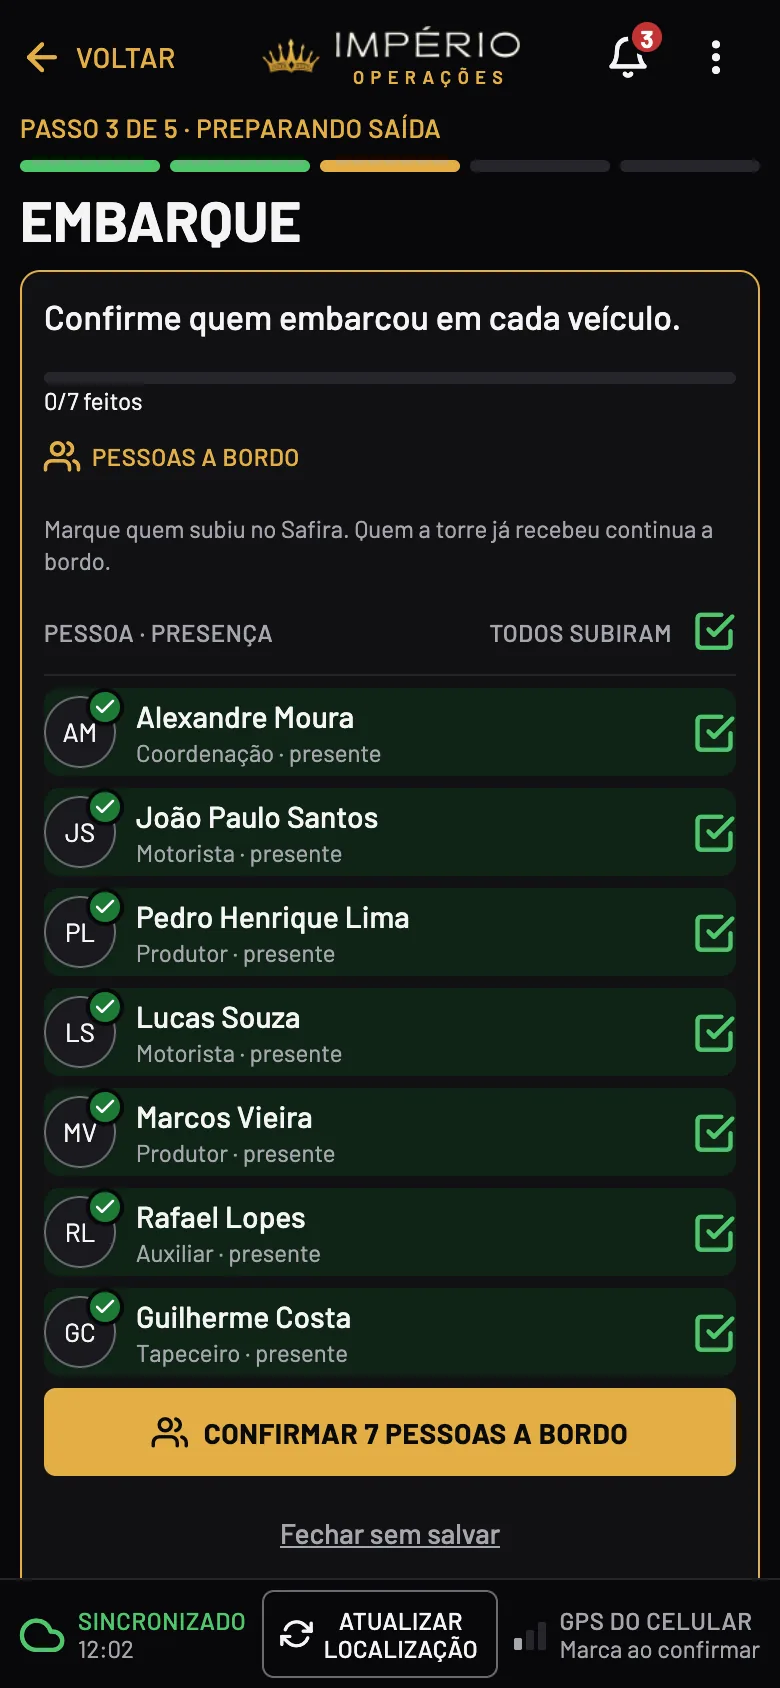 VOLTAR
IMPÉRIO
OPERAÇÕES
3
PASSO 3 DE 5 · PREPARANDO SAÍDA
EMBARQUE
Confirme quem embarcou em cada veículo.
0/7 feitos
PESSOAS A BORDO
Marque quem subiu no Safira. Quem a torre já recebeu continua a
bordo.
PESSOA · PRESENÇA
TODOS SUBIRAM
AM
Alexandre Moura
Coordenação · presente
JS
João Paulo Santos
Motorista · presente
PL
Pedro Henrique Lima
Produtor · presente
LS
Lucas Souza
Motorista · presente
MV
Marcos Vieira
Produtor · presente
RL
Rafael Lopes
Auxiliar · presente
GC
Guilherme Costa
Tapeceiro · presente
CONFIRMAR 7 PESSOAS A BORDO
Fechar sem salvar
SINCRONIZADO
12:02
ATUALIZAR
LOCALIZAÇÃO
GPS DO CELULAR
Marca ao confirmar